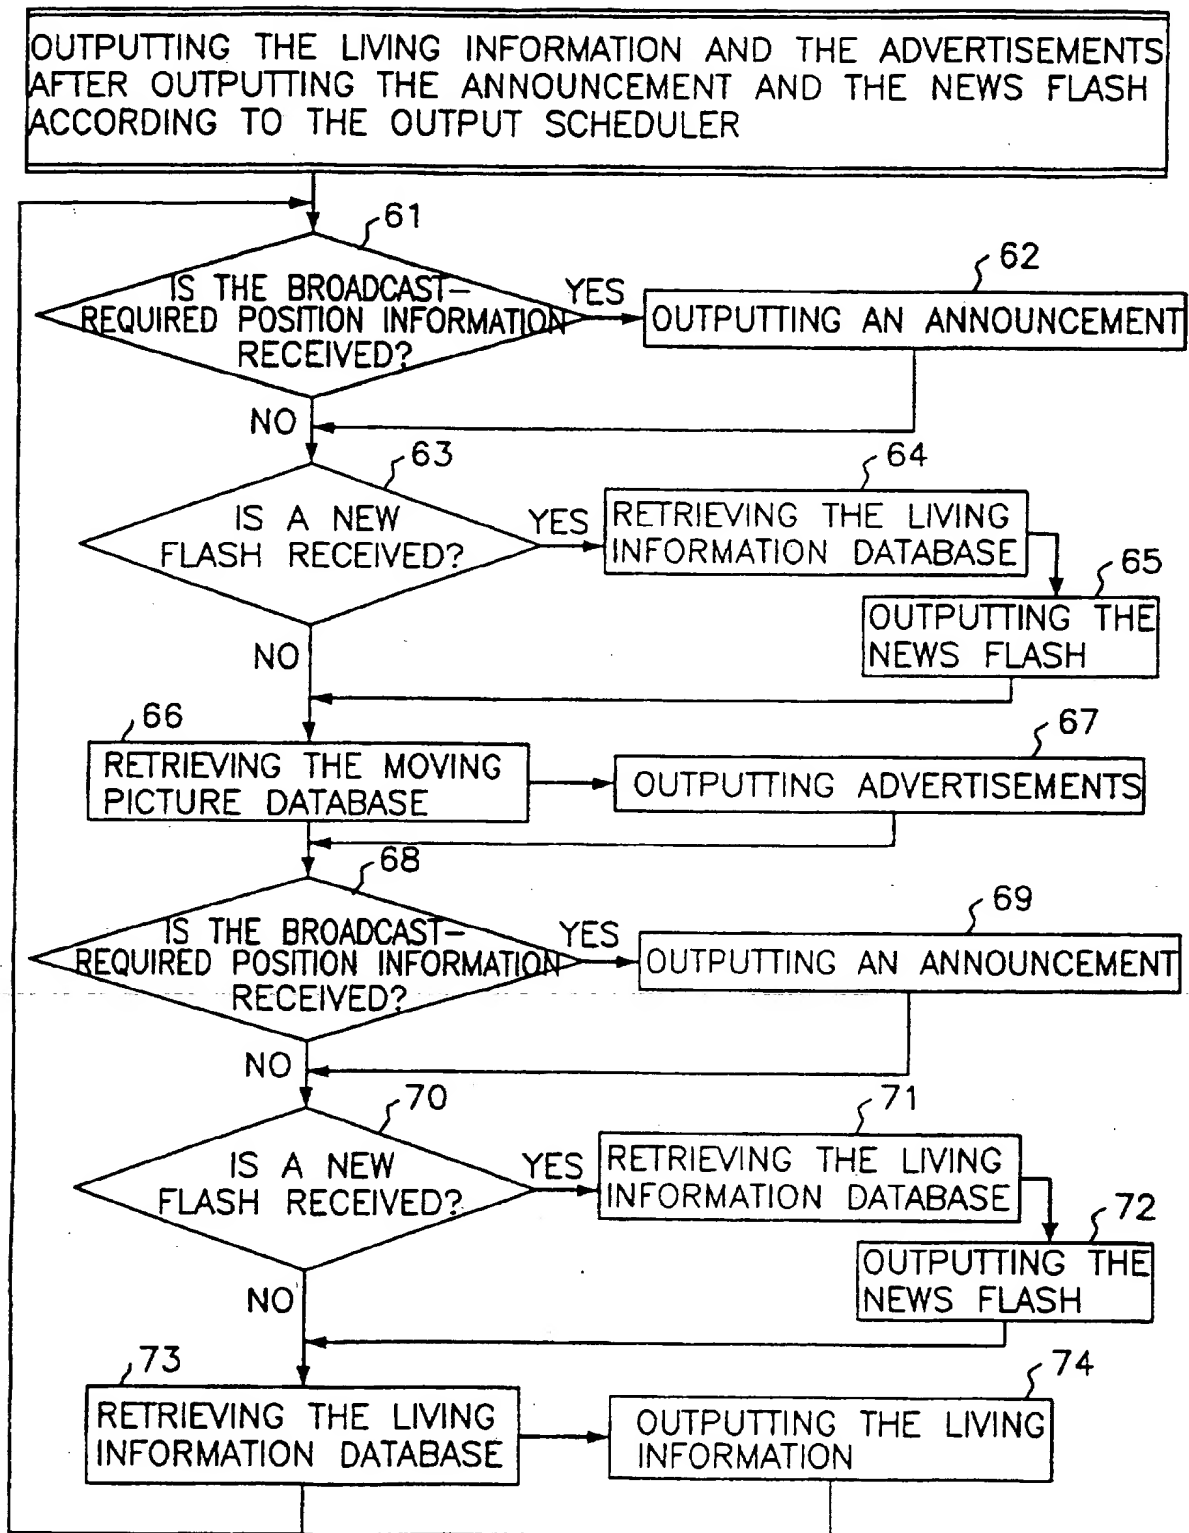 OUTPUTTING THE LIVING INFORMATION AND THE ADVERTISEMENTS
AFTER OUTPUTTING THE ANNOUNCEMENT AND THE NEWS FLASH
ACCORDING TO THE OUTPUT SCHEDULER
61
IS THE BROADCAST-
REQUIRED POSITION INFORMATION
RECEIVED?
YES
62
OUTPUTTING AN ANNOUNCEMENT
NO
63
IS A NEW
FLASH RECEIVED?
YES
64
RETRIEVING THE LIVING
INFORMATION DATABASE
65
OUTPUTTING THE
NEWS FLASH
NO
66
RETRIEVING THE MOVING
PICTURE DATABASE
67
OUTPUTTING ADVERTISEMENTS
68
IS THE BROADCAST-
REQUIRED POSITION INFORMATION
RECEIVED?
YES
69
OUTPUTTING AN ANNOUNCEMENT
NO
70
IS A NEW
FLASH RECEIVED?
YES
71
RETRIEVING THE LIVING
INFORMATION DATABASE
72
OUTPUTTING THE
NEWS FLASH
NO
73
RETRIEVING THE LIVING
INFORMATION DATABASE
74
OUTPUTTING THE LIVING
INFORMATION